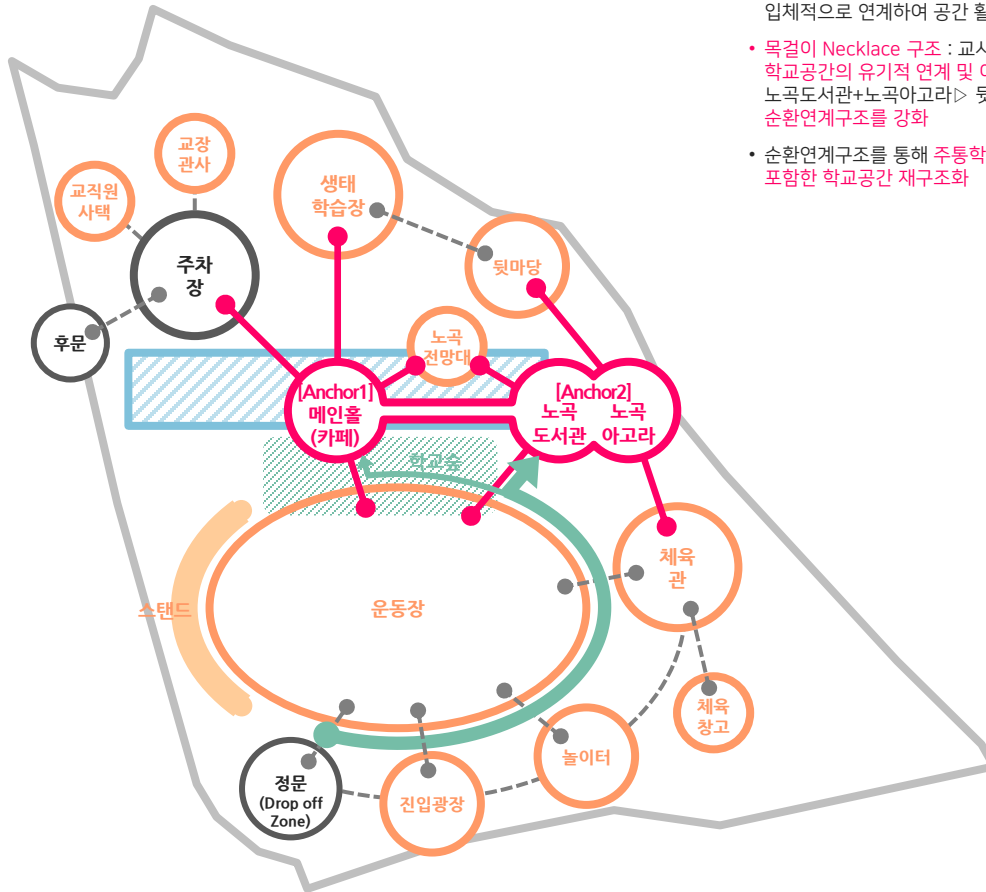 입체적으로 연계하여 공간 활
• 목걸이 Necklace 구조 : 교사
학교공간의 유기적 연계 및 이
노곡도서관+노곡아고라▷ 뒷
순환연계구조를 강화
• 순환연계구조를 통해 주통학
포함한 학교공간 재구조화
교장
관사
교직원
사택
생태
학습장
주차
장
뒷마당
후문
노곡
전망대
[Anchor1]
메인홀
(카페)
[Anchor2]
노곡 노곡
도서관 아고라
학교숲
체육
관
스탠드
운동장
체육
창고
놀이터
정문
(Drop off
Zone)
진입광장